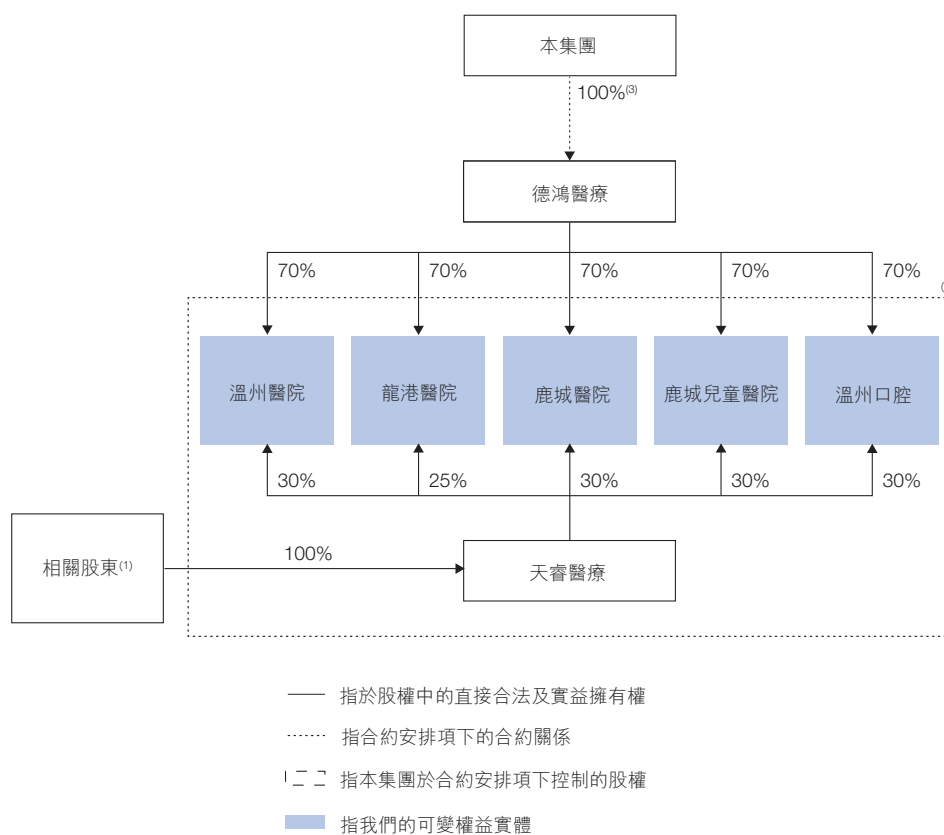 本集團
100%(3)
德鴻醫療
70% 70% 70% 70% 70%
(
溫州醫院 龍港醫院 鹿城醫院 鹿城兒童醫院 溫州口腔
30% 25% 30% 30% 30%
相關股東(1)
100%
天睿醫療
指於股權中的直接合法及實益擁有權
指合約安排項下的合約關係
指本集團於合約安排項下控制的股權
指我們的可變權益實體